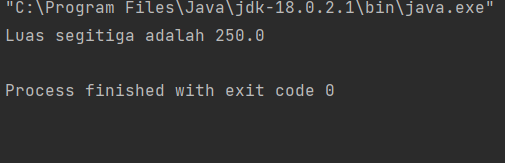 "C:\Program Files\Java\jdk-18.0.2.1\bin\java.exe"
Luas segitiga adalah 250.0
Process finished with exit code 0